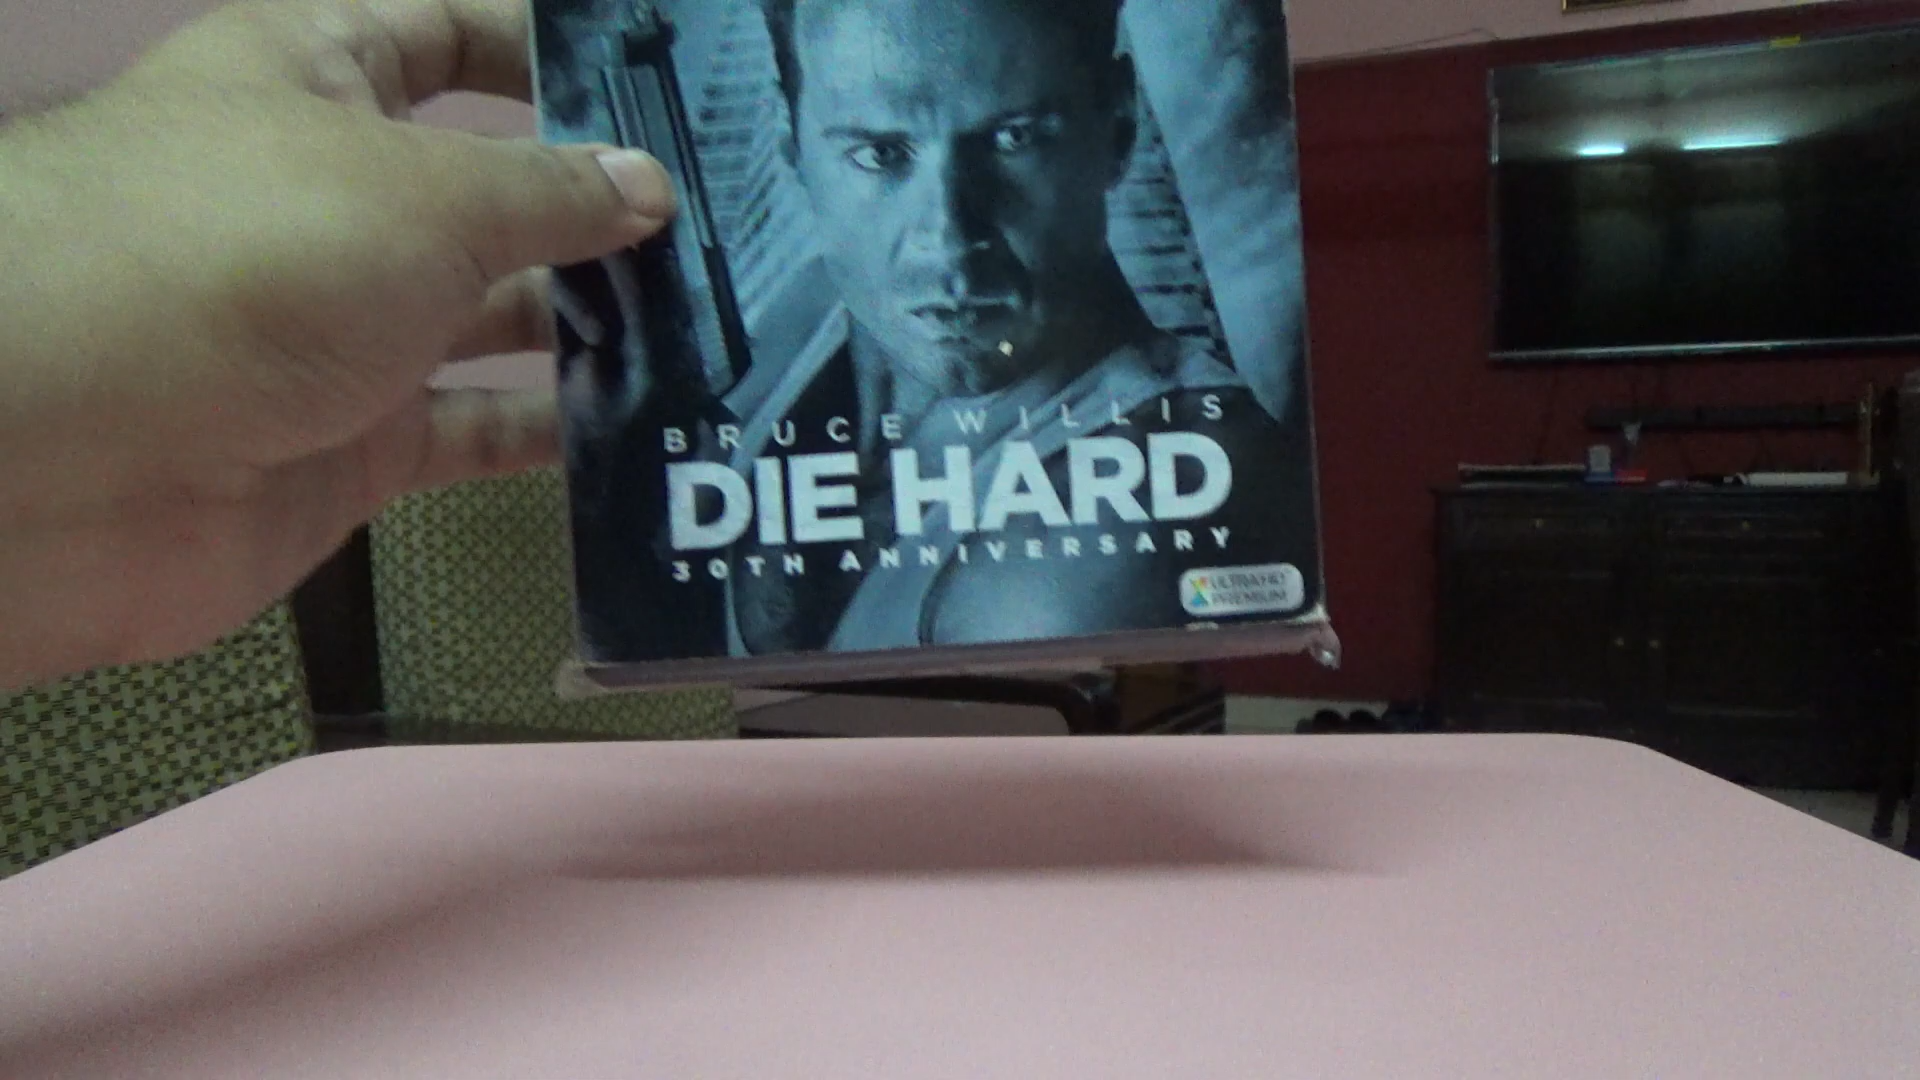 BRUCE WILLIS
DIE HARD
30TH ANNIVERSARY
ULTRA HD
PREMIUM